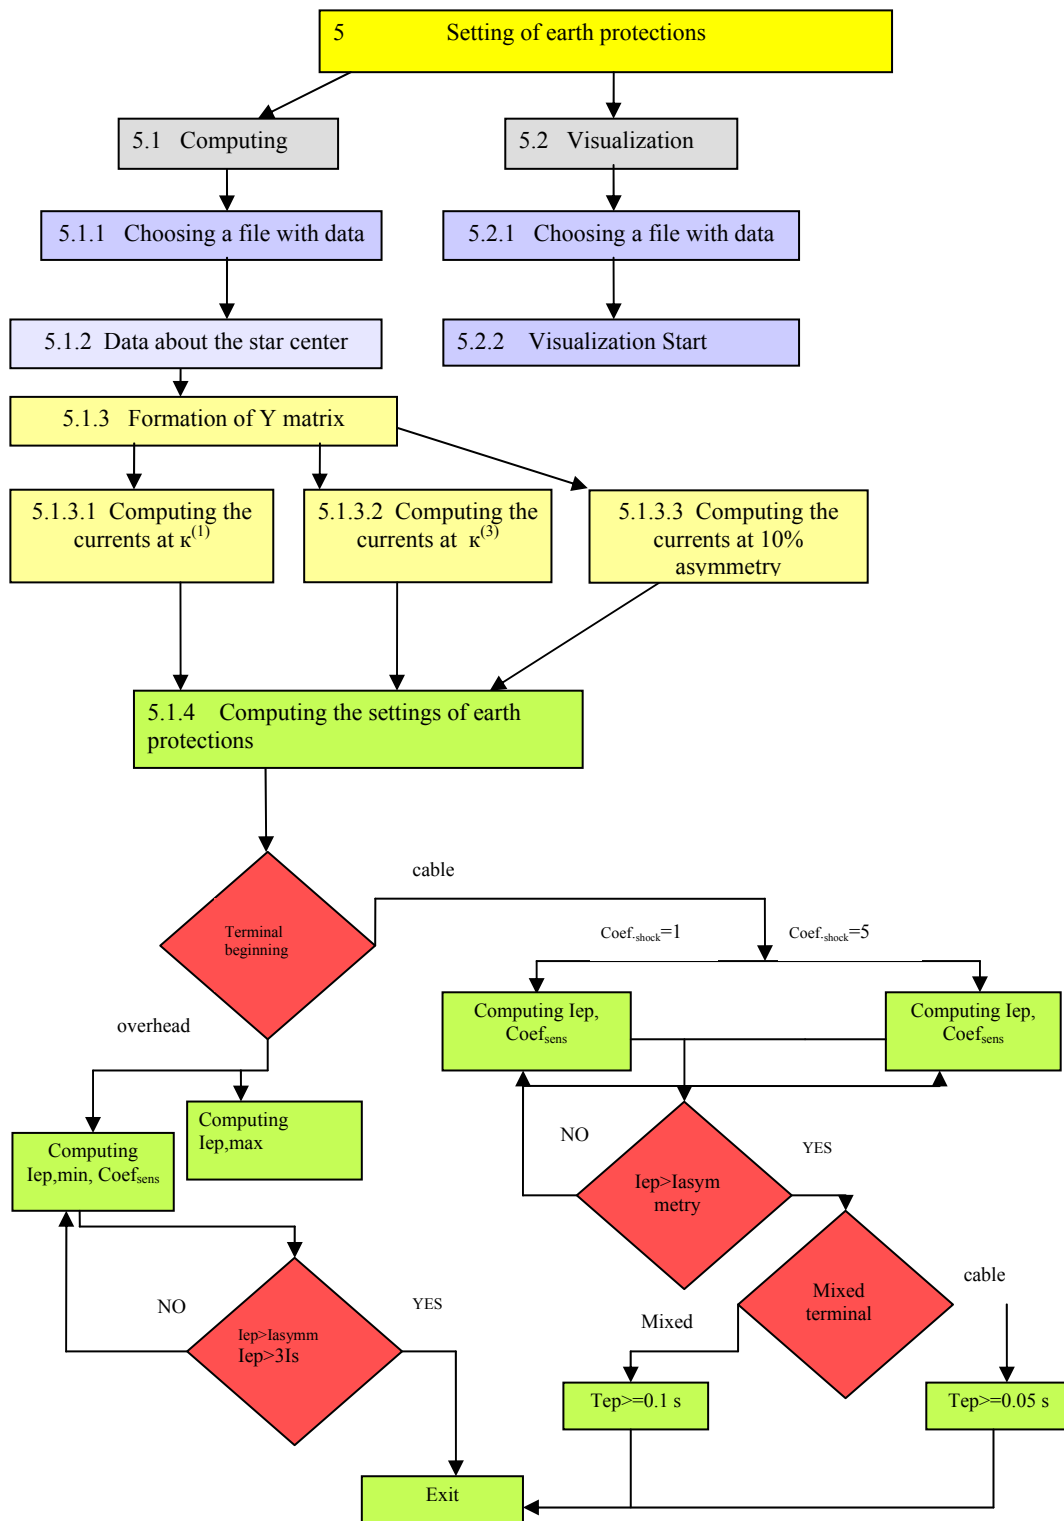 5 Setting of earth protections
5.1 Computing
5.2 Visualization
5.1.1 Choosing a file with data
5.2.1 Choosing a file with data
5.1.2 Data about the star center
5.2.2 Visualization Start
5.1.3 Formation of Y matrix
5.1.3.1 Computing the
currents at κ(1)
5.1.3.2 Computing the
currents at κ(3)
5.1.3.3 Computing the
currents at 10%
asymmetry
5.1.4 Computing the settings of earth
protections
Terminal
beginning
cable
overhead
Coef.shock=1
Coef.shock=5
Computing Iep,
Coefsens
Computing Iep,
Coefsens
Computing
Iep,max
Computing
Iep,min, Coefsens
NO
YES
Iep>Iasym
metry
Mixed
terminal
cable
Mixed
NO
YES
Iep>Iasymm
Iep>3Is
Tep>=0.1 s
Tep>=0.05 s
Exit